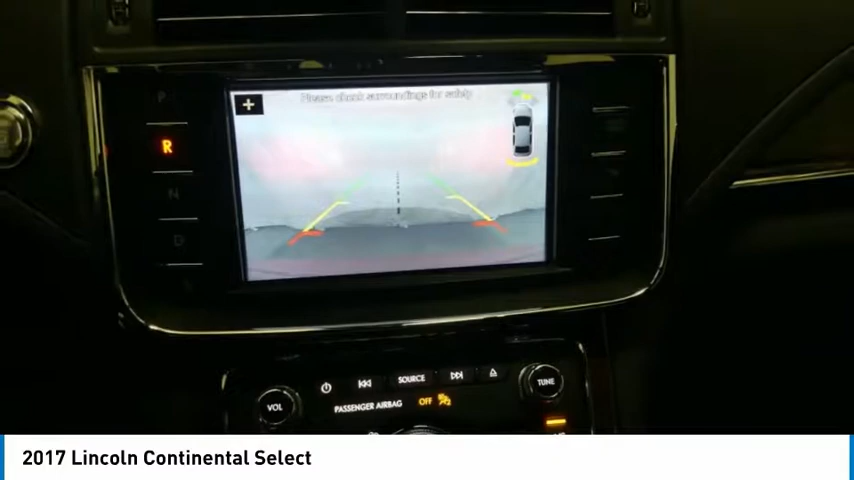 P
Please check surroundings for safety
R
N
D
SOURCE
TUNE
VOL
PASSENGER AIRBAG OFF
2017 Lincoln Continental Select